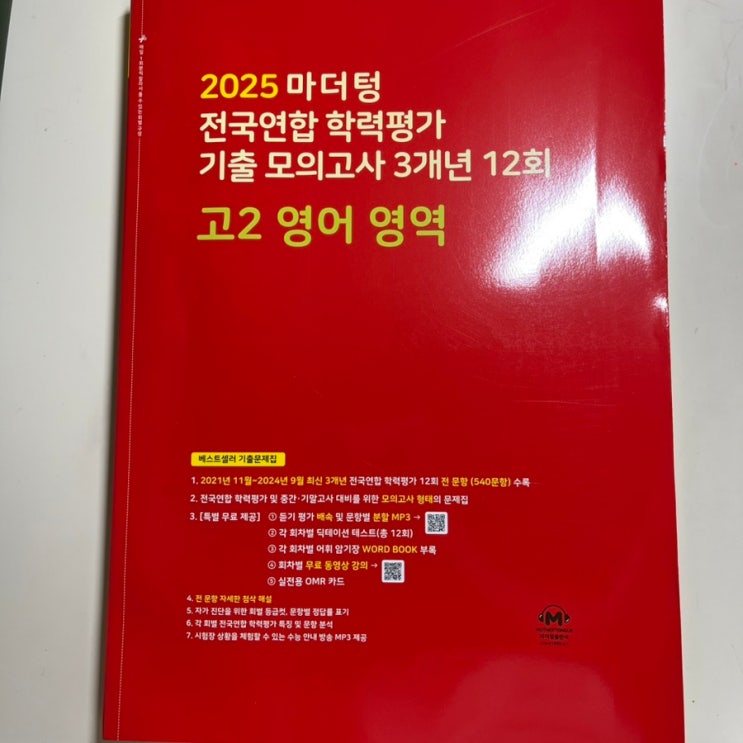 2025 마더텅
전국연합 학력평가
기출 모의고사 3개년 12회
고2 영어 영역
베스트셀러 기출문제집
1. 2021년 11월~2024년 9월 최신 3개년 전국연합 학력평가 12회 전 문항 (540문항) 수록
2. 전국연합 학력평가 및 중간·기말고사 대비를 위한 모의고사 형태의 문제집
3. [특별 무료 제공] ① 듣기 평가 배속 및 문항별 분할 MP3 →
② 각 회차별 딕테이션 테스트(총 12회)
③ 각 회차별 어휘 암기장 WORD BOOK 부록
④ 회차별 무료 동영상 강의 →
⑤ 실전용 OMR 카드
4. 전 문항 자세한 첨삭 해설
5. 자가 진단을 위한 회별 등급컷, 문항별 정답률 표기
6. 각 회별 전국연합 학력평가 특징 및 문항 분석
7. 시험장 상황을 체험할 수 있는 수능 안내 방송 MP3 제공
M